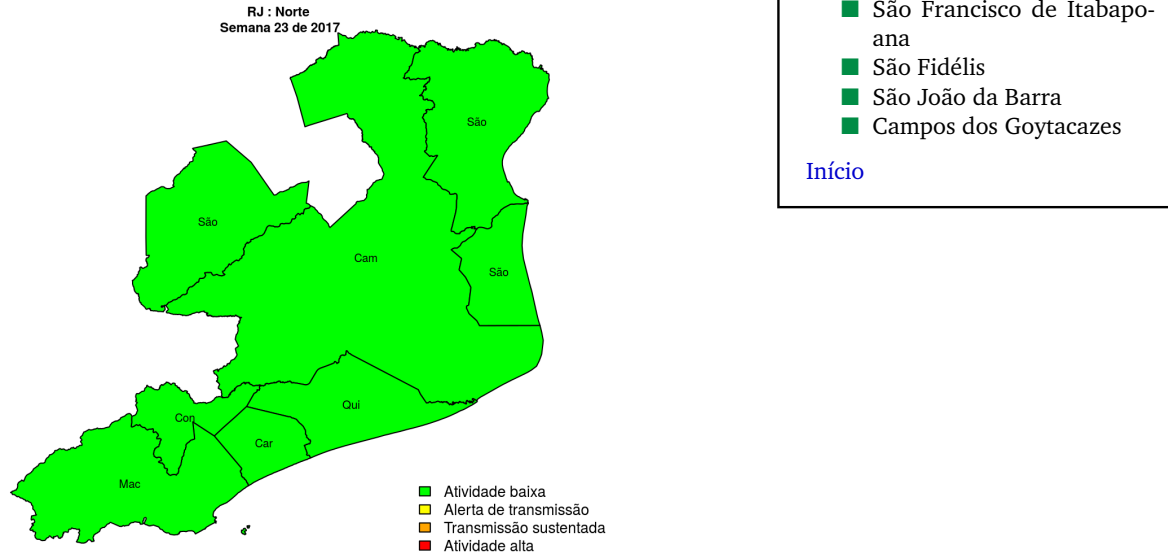 RJ : Norte
Semana 23 de 2017
São
São
Cam
São
Qui
Con
Car
Mac
Atividade baixa
Alerta de transmissão
Transmissão sustentada
Atividade alta
São Francisco de Itabapo-
ana
São Fidélis
São João da Barra
Campos dos Goytacazes
Início